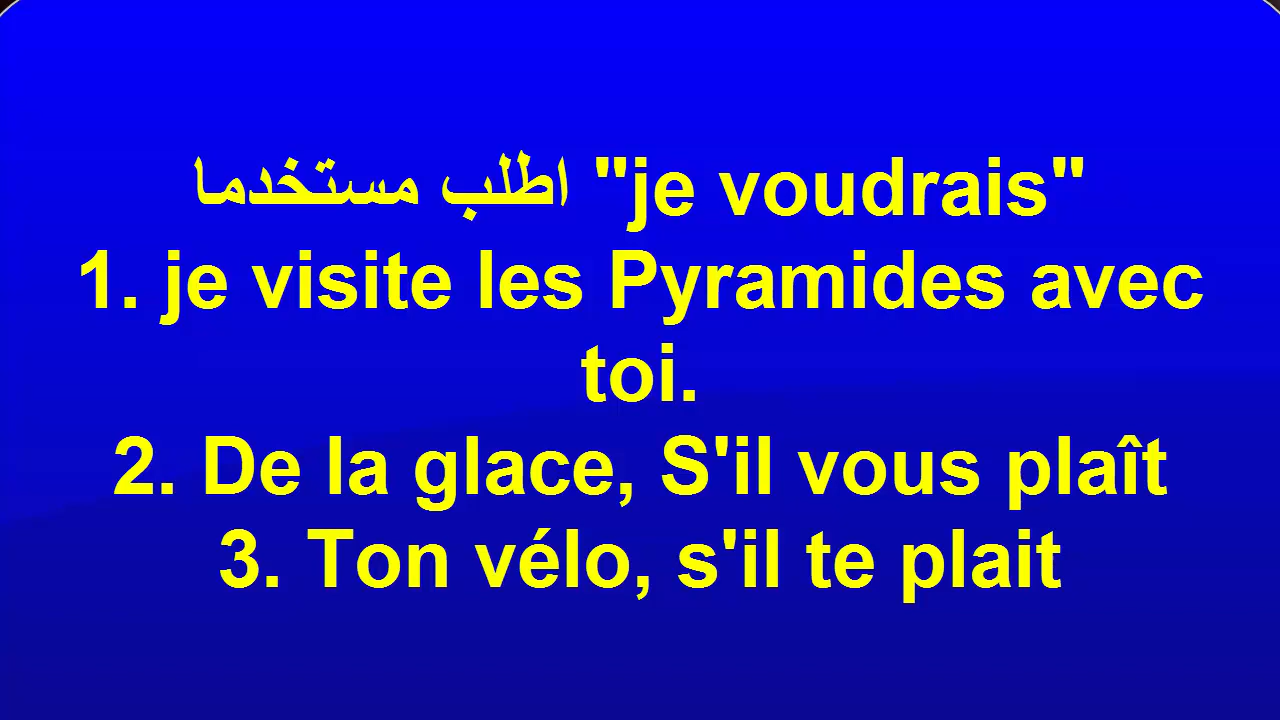 اطلب مستخدما "je voudrais"
1. je visite les Pyramides avec
toi.
2. De la glace, S'il vous plaît
3. Ton vélo, s'il te plait